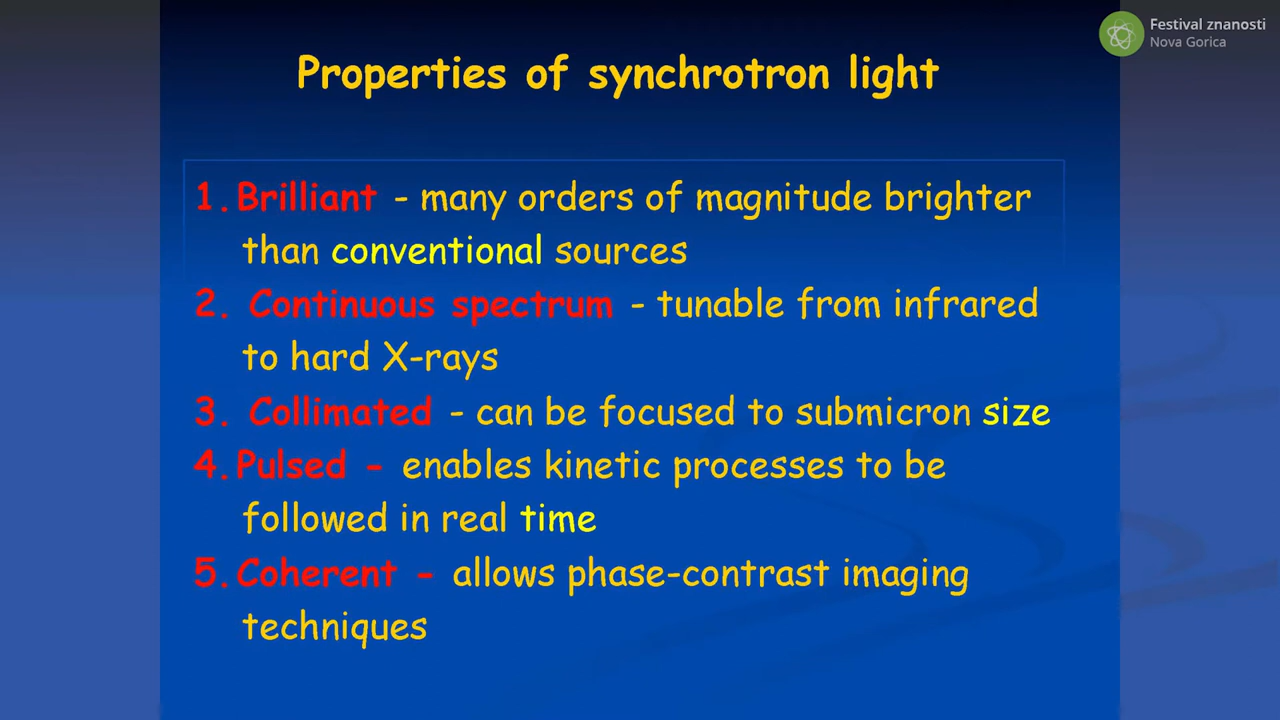 Festival znanosti
Nova Gorica
Properties of synchrotron light
1. Brilliant - many orders of magnitude brighter
than conventional sources
2. Continuous spectrum - tunable from infrared
to hard X-rays
3. Collimated - can be focused to submicron size
4. Pulsed - enables kinetic processes to be
followed in real time
5. Coherent - allows phase-contrast imaging
techniques